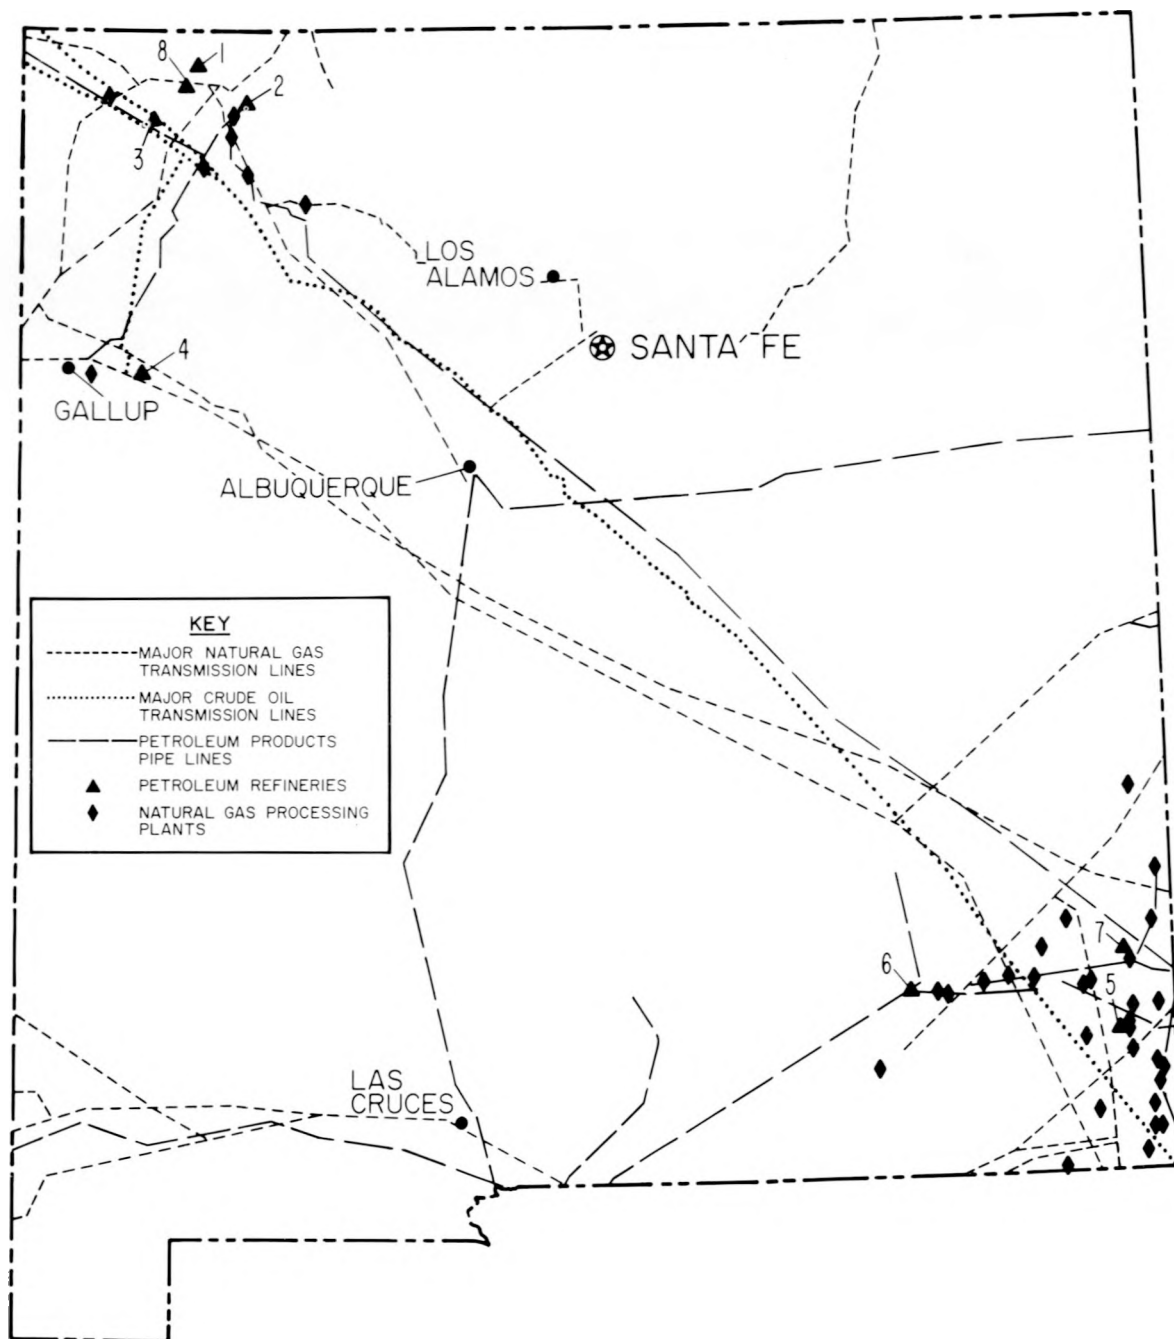 1
8
2
3
LOS
ALAMOS
SANTA FE
4
GALLUP
ALBUQUERQUE
KEY
MAJOR NATURAL GAS
TRANSMISSION LINES
MAJOR CRUDE OIL
TRANSMISSION LINES
PETROLEUM PRODUCTS
PIPE LINES
PETROLEUM REFINERIES
NATURAL GAS PROCESSING
PLANTS
7
6
5
LAS
CRUCES